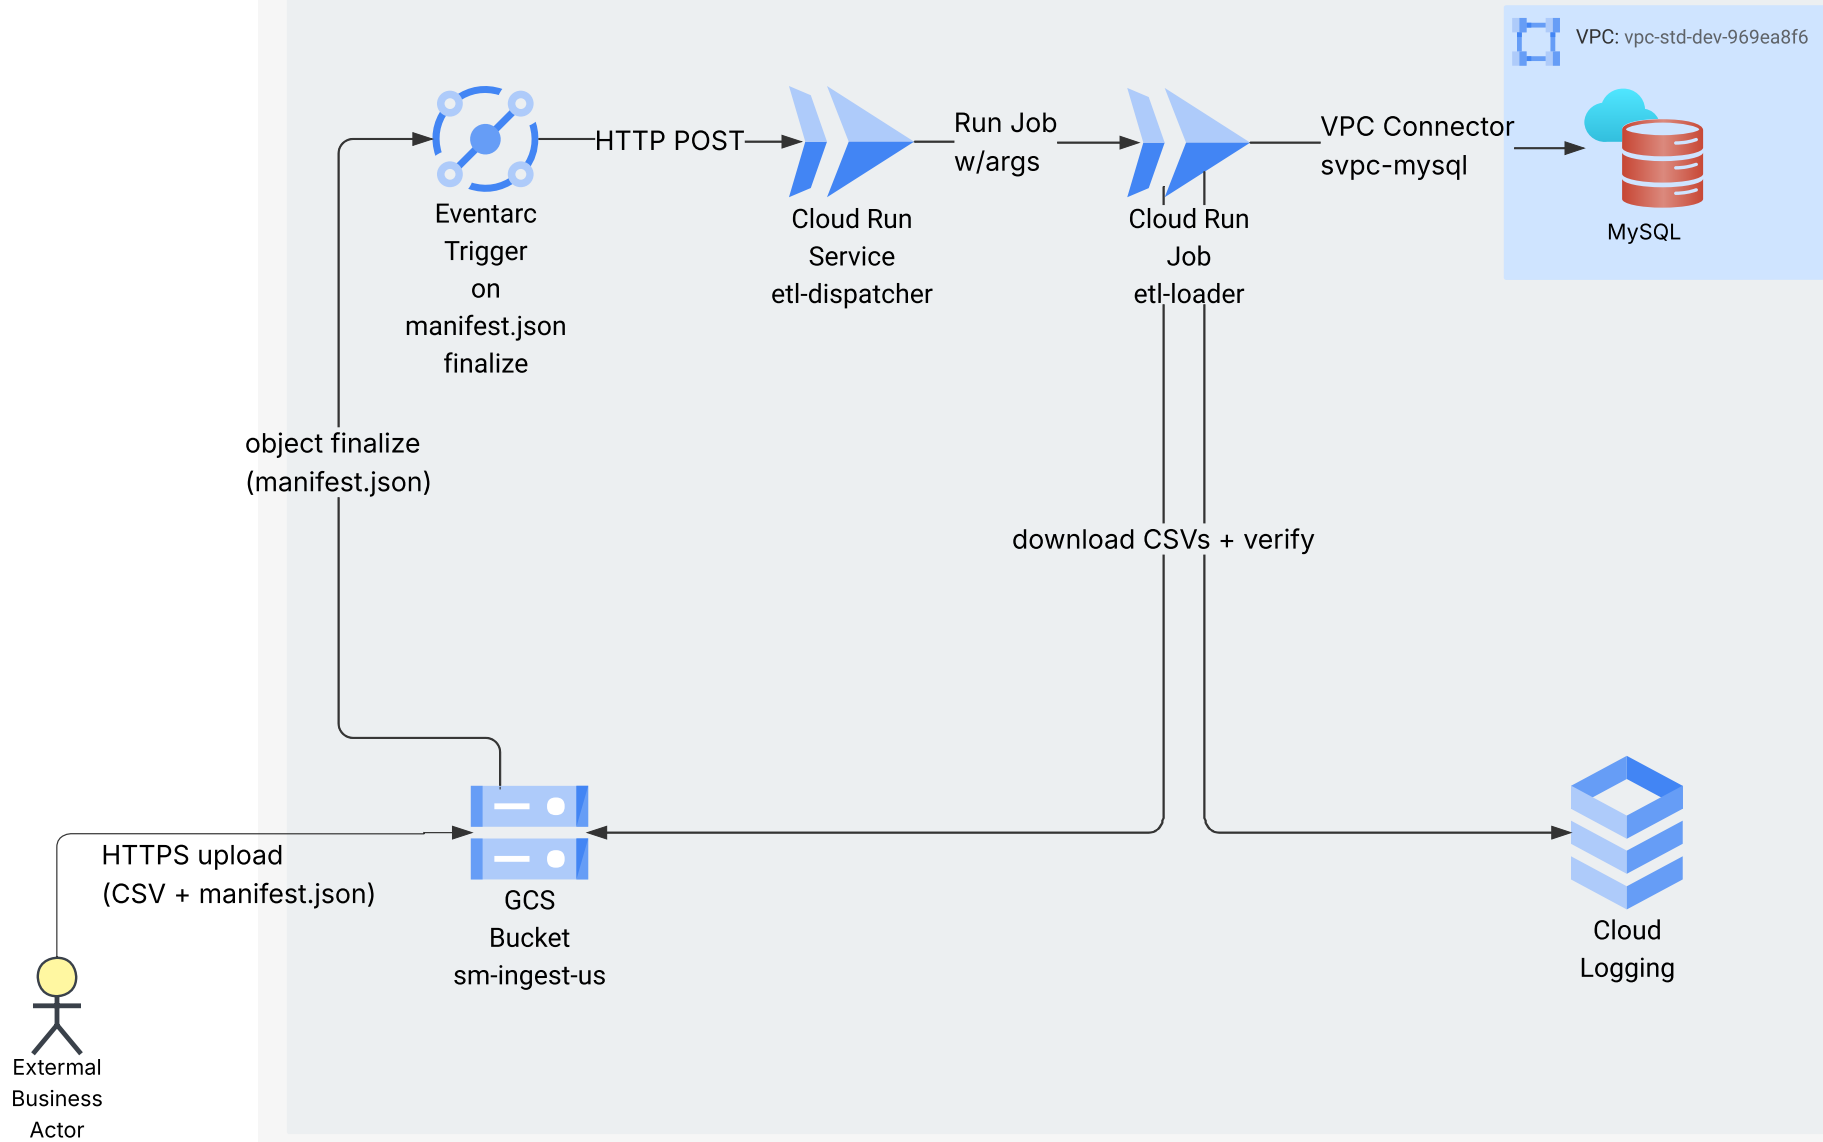 VPC: vpc-std-dev-969ea8f6
HTTP POST
Run Job
w/args
VPC Connector
svpc-mysql
MySQL
Eventarc
Trigger
on
manifest.json
finalize
Cloud Run
Service
etl-dispatcher
Cloud Run
Job
etl-loader
object finalize
(manifest.json)
download CSVs + verify
HTTPS upload
(CSV + manifest.json)
GCS
Bucket
sm-ingest-us
Cloud
Logging
Extermal
Business
Actor